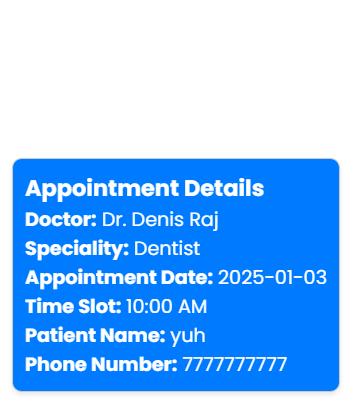 Appointment Details
Doctor: Dr. Denis Raj
Speciality: Dentist
Appointment Date: 2025-01-03
Time Slot: 10:00 AM
Patient Name: yuh
Phone Number: 7777777777